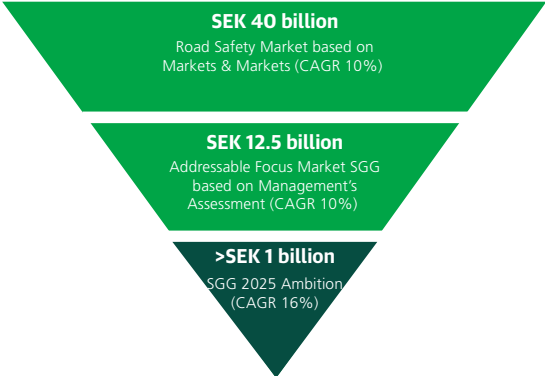 SEK 40 billion
Road Safety Market based on
Markets & Markets (CAGR 10%)
SEK 12.5 billion
Addressable Focus Market SGG
based on Management’s
Assessment (CAGR 10%)
>SEK 1 billion
SGG 2025 Ambition
(CAGR 16%)